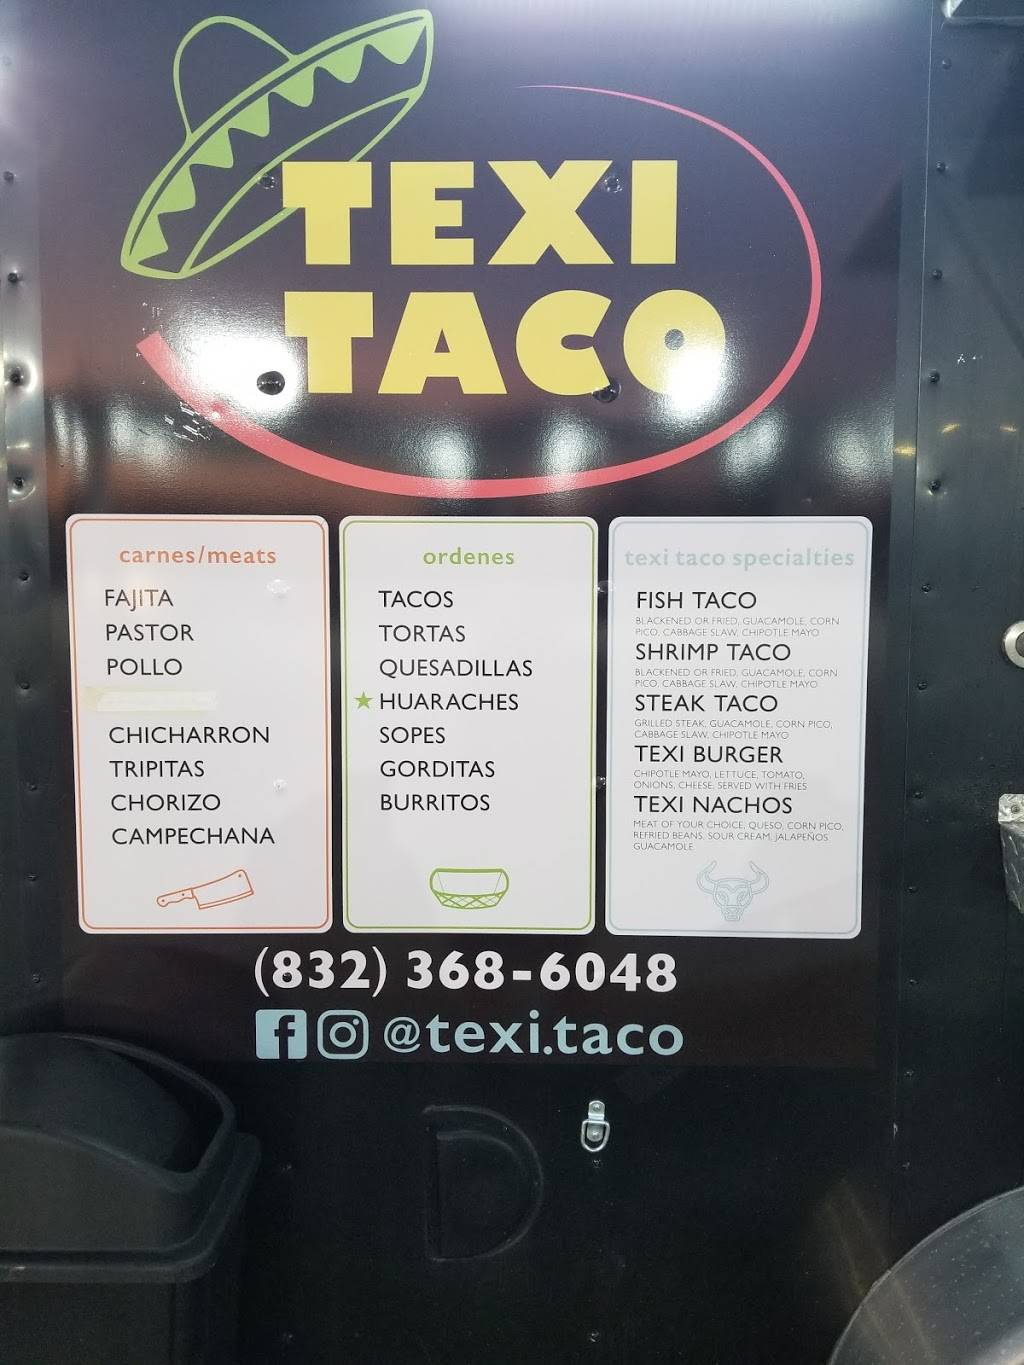 TEXI
TACO
carnes/meats
FAJITA
PASTOR
POLLO
CHICHARRON
TRIPITAS
CHORIZO
CAMPECHANA
ordenes
TACOS
TORTAS
QUESADILLAS
★ HUARACHES
SOPES
GORDITAS
BURRITOS
texi taco specialties
FISH TACO
BLACKENED OR FRIED, GUACAMOLE, CORN
PICO, CABBAGE SLAW, CHIPOTLE MAYO
SHRIMP TACO
BLACKENED OR FRIED, GUACAMOLE, CORN
PICO, CABBAGE SLAW, CHIPOTLE MAYO
STEAK TACO
GRILLED STEAK, GUACAMOLE, CORN PICO,
CABBAGE SLAW, CHIPOTLE MAYO
TEXI BURGER
CHIPOTLE MAYO, LETTUCE, TOMATO,
ONIONS, CHEESE, SERVED WITH FRIES
TEXI NACHOS
MEAT OF YOUR CHOICE, QUESO, CORN PICO,
REFRIED BEANS, SOUR CREAM, JALAPEÑOS
GUACAMOLE
(832) 368-6048
@texi.taco